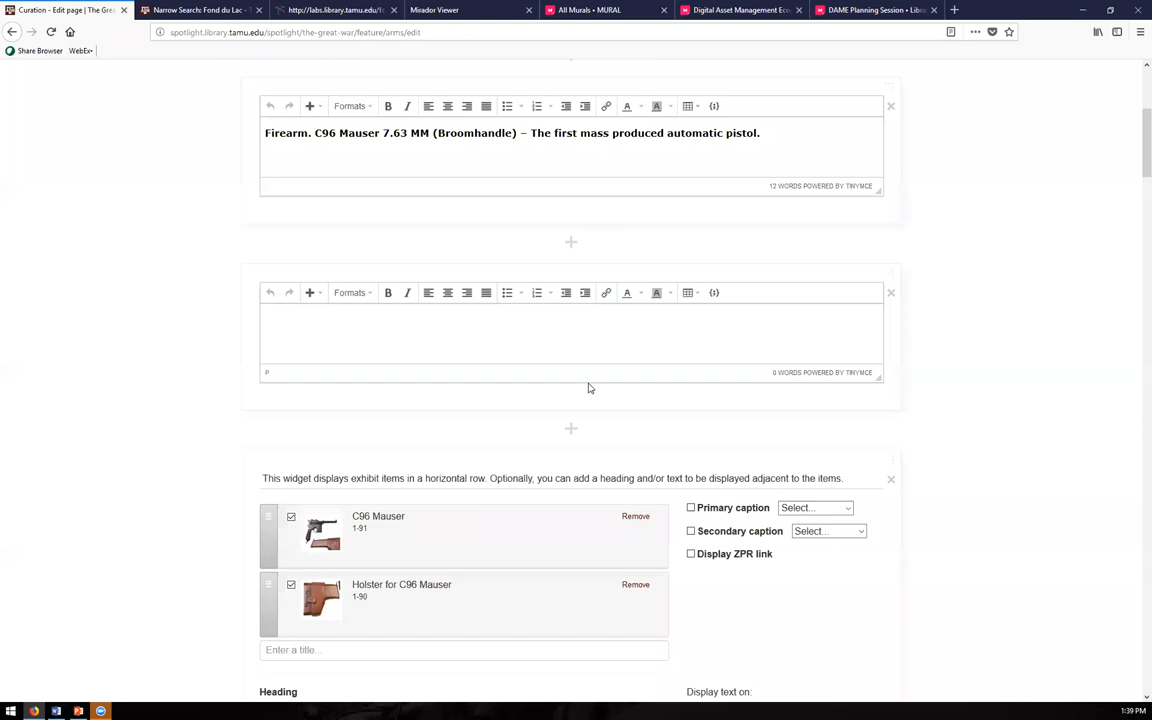 Curation - Edit page | The Gre
Narrow Search: Fond du Lac - T
http://labs.library.tamu.edu/
Mirador Viewer
All Murals • MURAL
Digital Asset Management Eco
DAME Planning Session • Libr
spotlight.library.tamu.edu/spotlight/the-great-war/feature/arms/edit
Share Browser WebEx
Formats
Firearm. C96 Mauser 7.63 MM (Broomhandle) – The first mass produced automatic pistol.
12 WORDS POWERED BY TINYMCE
Formats
P 0 WORDS POWERED BY TINYMCE
This widget displays exhibit items in a horizontal row. Optionally, you can add a heading and/or text to be displayed adjacent to the items.
C96 Mauser Remove
1-91
Primary caption Select...
Secondary caption Select...
Display ZPR link
Holster for C96 Mauser Remove
1-90
Enter a title...
Heading Display text on:
1:39 PM